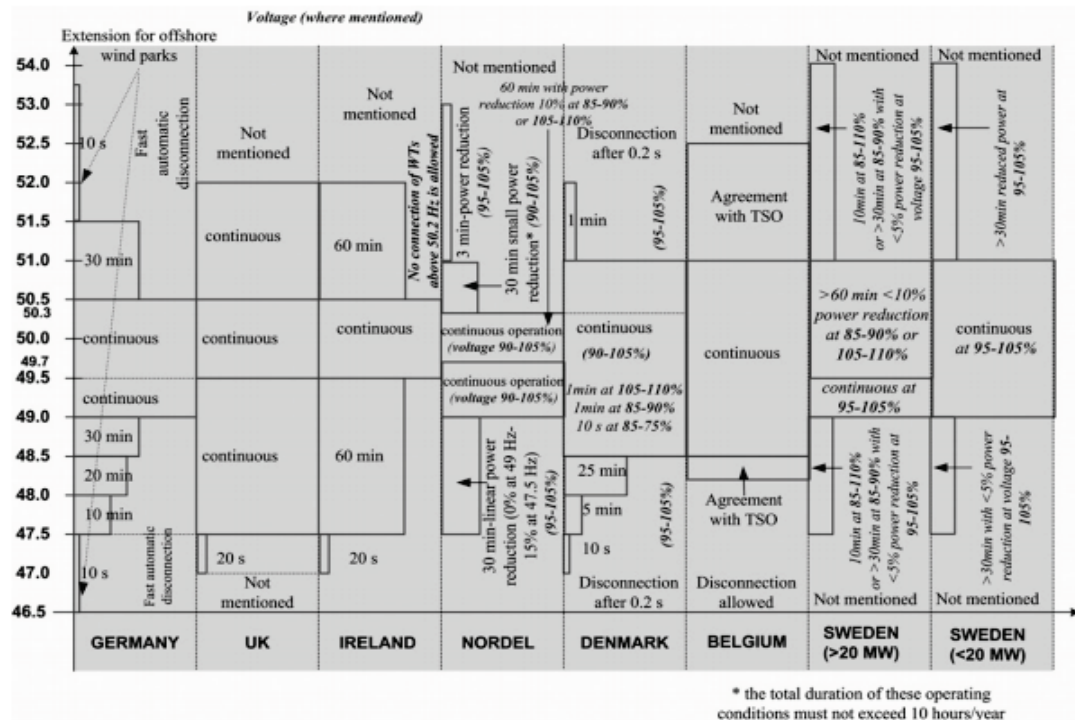 Voltage (where mentioned)
Extension for offshore
wind parks
54.0
53.0
52.5
52.0
51.5
51.0
50.5
50.3
50.0
49.7
49.5
49.0
48.5
48.0
47.5
47.0
46.5
10 s
Fast
automatic
disconnection
30 min
continuous
continuous
30 min
20 min
10 min
10 s
Fast automatic
disconnection
GERMANY
Not
mentioned
continuous
continuous
continuous
20 s
Not
mentioned
UK
Not
mentioned
60 min
No connection of WTs
above 50.2 Hz is allowed
continuous
60 min
20 s
IRELAND
Not mentioned
60 min with power
reduction 10% at 85-90%
or 105-110%
3 min-power reduction
(95-105%)
30 min small power
reduction* (90-105%)
continuous operation
(voltage 90-105%)
continuous operation
(voltage 90-105%)
30 min-linear power
reduction (0% at 49 Hz-
15% at 47.5 Hz)
(95-105%)
NORDEL
Disconnection
after 0.2 s
1 min
(95-105%)
continuous
(90-105%)
1min at 105-110%
1min at 85-90%
10 s at 85-75%
25 min
5 min
10 s
(95-105%)
Disconnection
after 0.2 s
DENMARK
Not
mentioned
Agreement
with TSO
continuous
Agreement
with TSO
Disconnection
allowed
BELGIUM
Not mentioned
10min at 85-110%
or >30min at 85-90% with
<5% power reduction at
voltage 95-105%
>60 min <10%
power reduction
at 85-90% or
105-110%
continuous at
95-105%
10min at 85-110%
or >30min at 85-90% with
<5% power reduction at
95-105%
Not mentioned
SWEDEN
(>20 MW)
Not mentioned
>30min reduced power at
95-105%
continuous
at 95-105%
>30min with <5% power
reduction at voltage 95-
105%
Not mentioned
SWEDEN
(<20 MW)
* the total duration of these operating
conditions must not exceed 10 hours/year